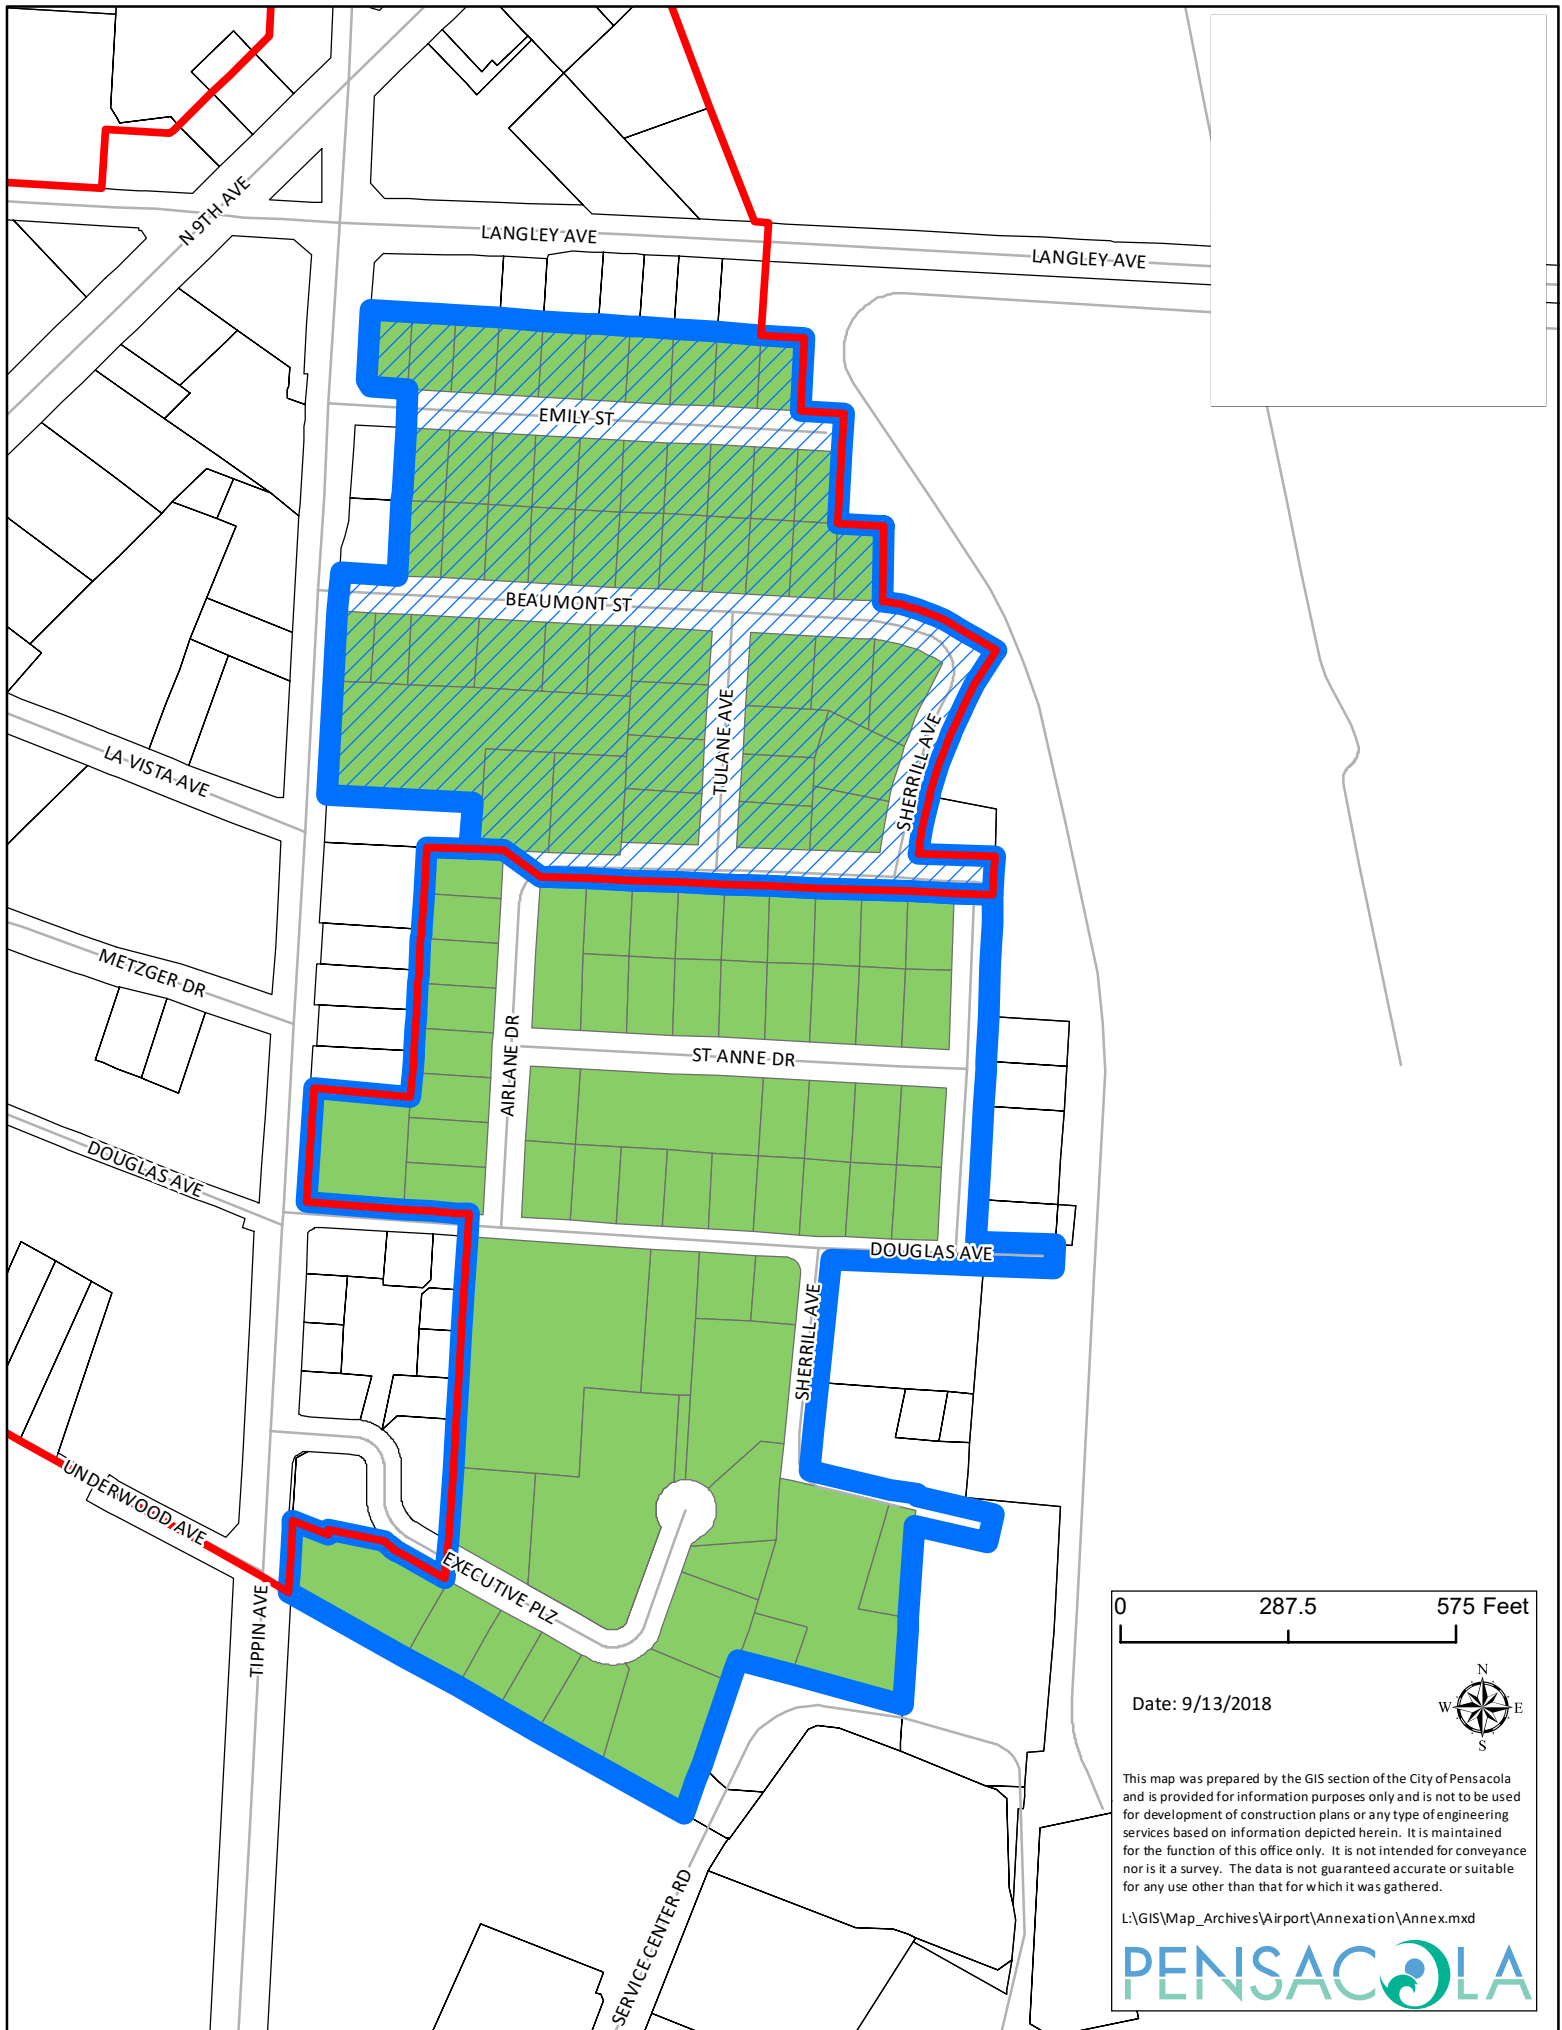 N 9TH AVE
LANGLEY AVE
LANGLEY AVE
EMILY ST
BEAUMONT ST
TULANE AVE
SHERRILL AVE
LA VISTA AVE
METZGER DR
AIRLANE DR
ST ANNE DR
DOUGLAS AVE
DOUGLAS AVE
SHERRILL AVE
UNDERWOOD AVE
EXECUTIVE PLZ
TIPPIN AVE
SERVICE CENTER RD
0 287.5 575 Feet
Date: 9/13/2018
N
W E
S
This map was prepared by the GIS section of the City of Pensacola
and is provided for information purposes only and is not to be used
for development of construction plans or any type of engineering
services based on information depicted herein. It is maintained
for the function of this office only. It is not intended for conveyance
nor is it a survey. The data is not guaranteed accurate or suitable
for any use other than that for which it was gathered.
L:\GIS\Map_Archives\Airport\Annexation\Annex.mxd
PENSACOLA